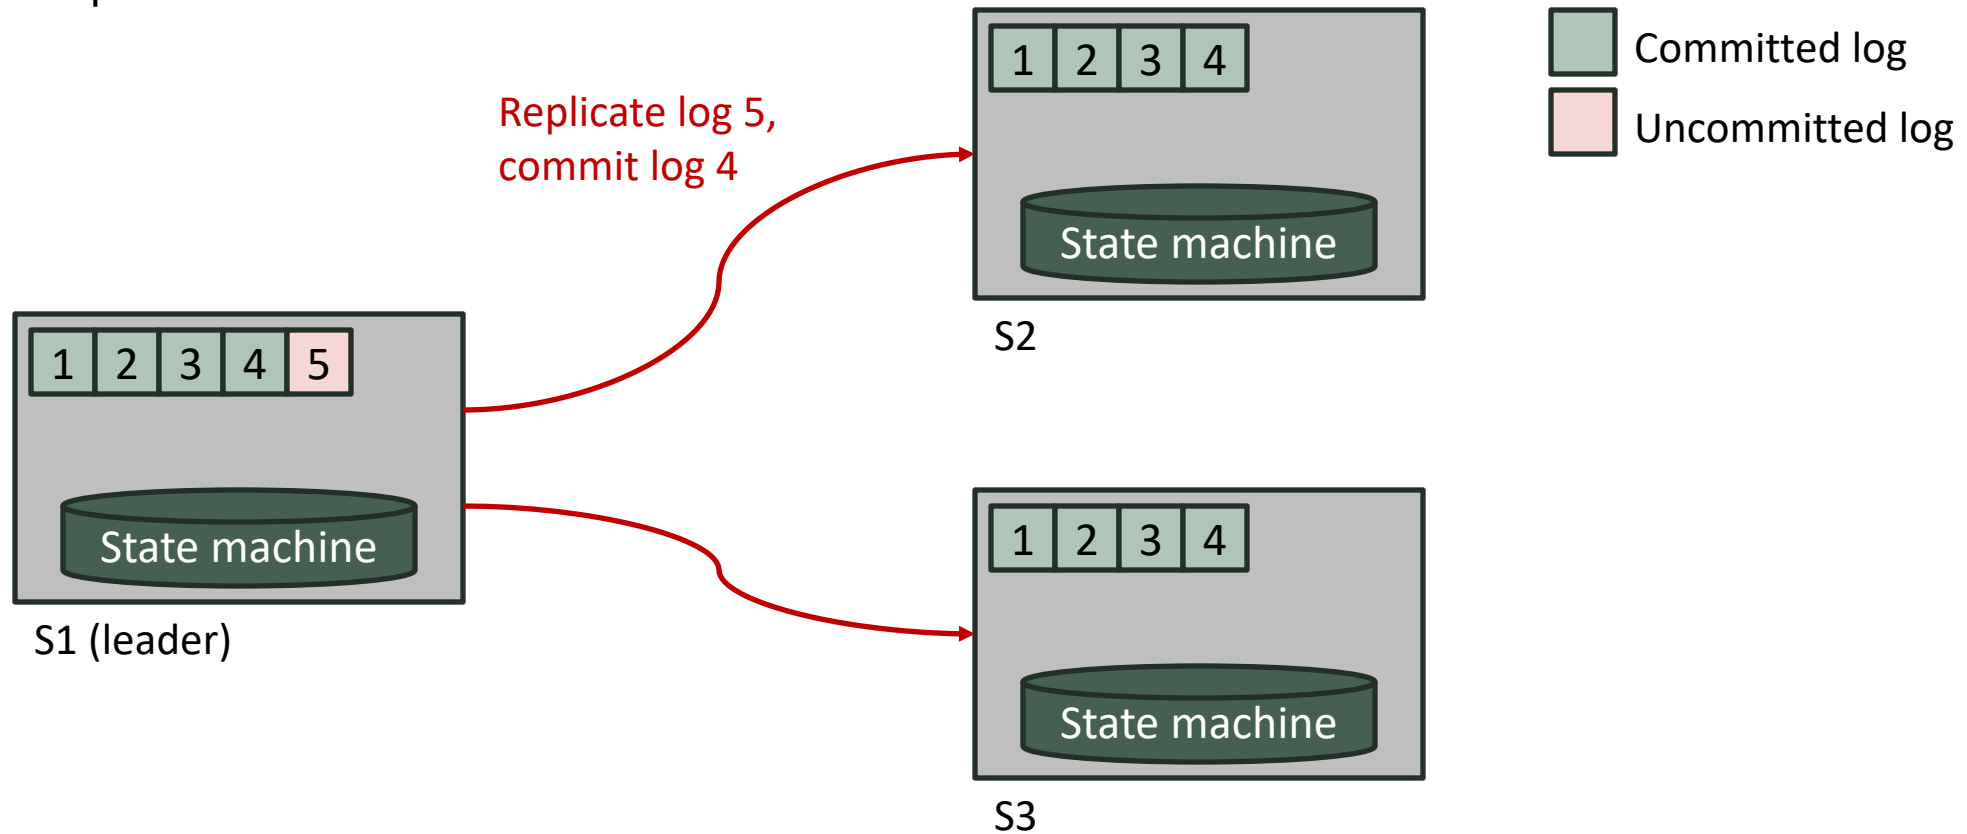 1 2 3 4
Committed log
Uncommitted log
Replicate log 5,
commit log 4
State machine
S2
1 2 3 4 5
State machine
S1 (leader)
1 2 3 4
State machine
S3